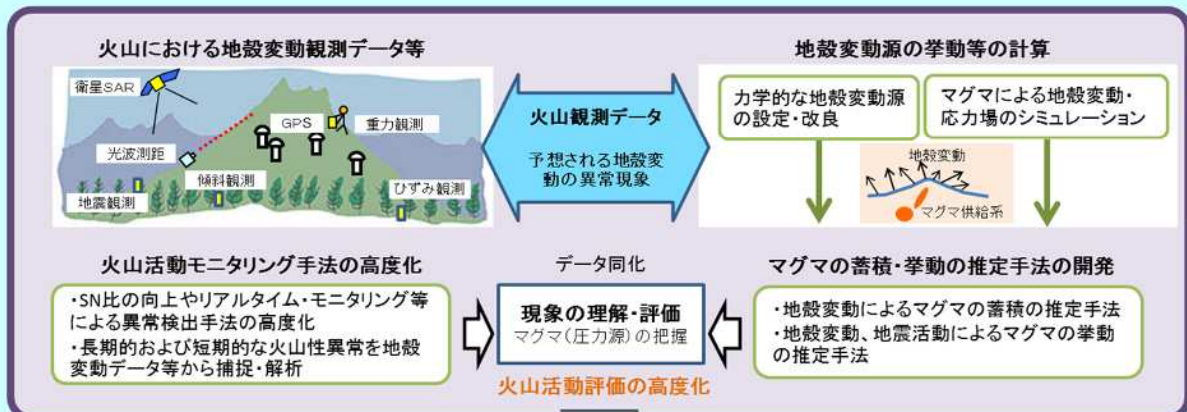 火山における地殻変動観測データ等
衛星SAR
GPS
重力観測
光波測距
傾斜観測
地震観測
ひずみ観測
火山観測データ
予想される地殻変
動の異常現象
地殻変動源の挙動等の計算
力学的な地殻変動源
の設定・改良
マグマによる地殻変動・
応力場のシミュレーション
地殻変動
マグマ供給系
火山活動モニタリング手法の高度化
・SN比の向上やリアルタイム・モニタリング等
による異常検出手法の高度化
・長期的および短期的な火山性異常を地殻
変動データ等から捕捉・解析
データ同化
現象の理解・評価
マグマ(圧力源)の把握
火山活動評価の高度化
マグマの蓄積・挙動の推定手法の開発
・地殻変動によるマグマの蓄積の推定手法
・地殻変動、地震活動によるマグマの挙動
の推定手法